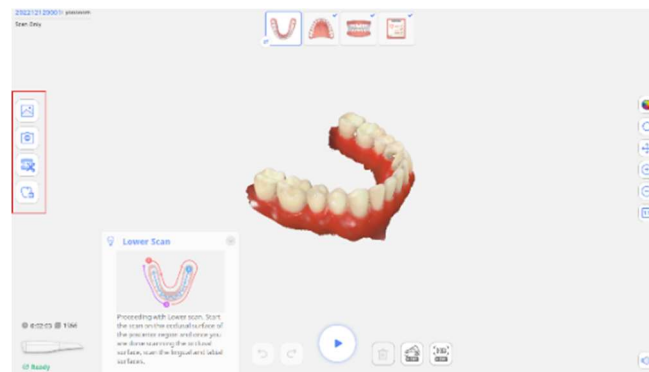 Scan Only
Lower Scan
Proceeding with Lower scan. Start
the scan on the occlusal surface of
the posterior region and once you
are done scanning the occlusal
surface, scan the lingual and labial
surfaces.
Ready